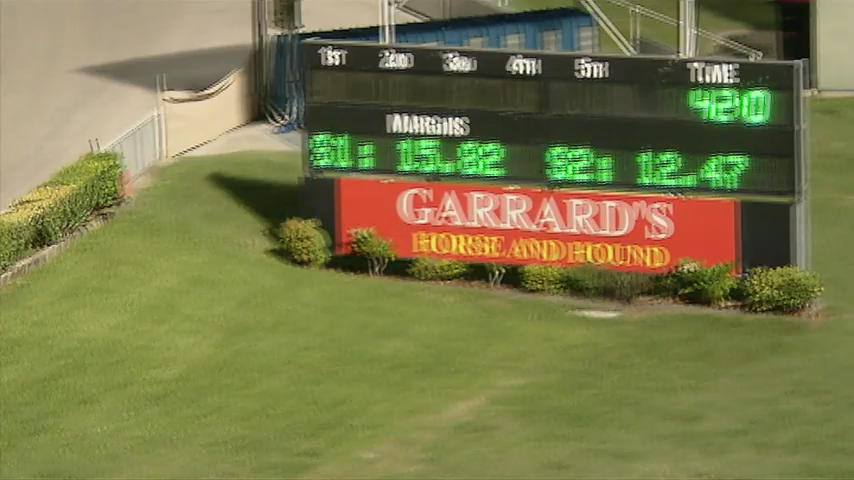 1ST 2ND 3RD 4TH 5TH TIME
420
MARGINS
S1: 15.82 S2: 12.47
GARRARD'S
HORSE AND HOUND